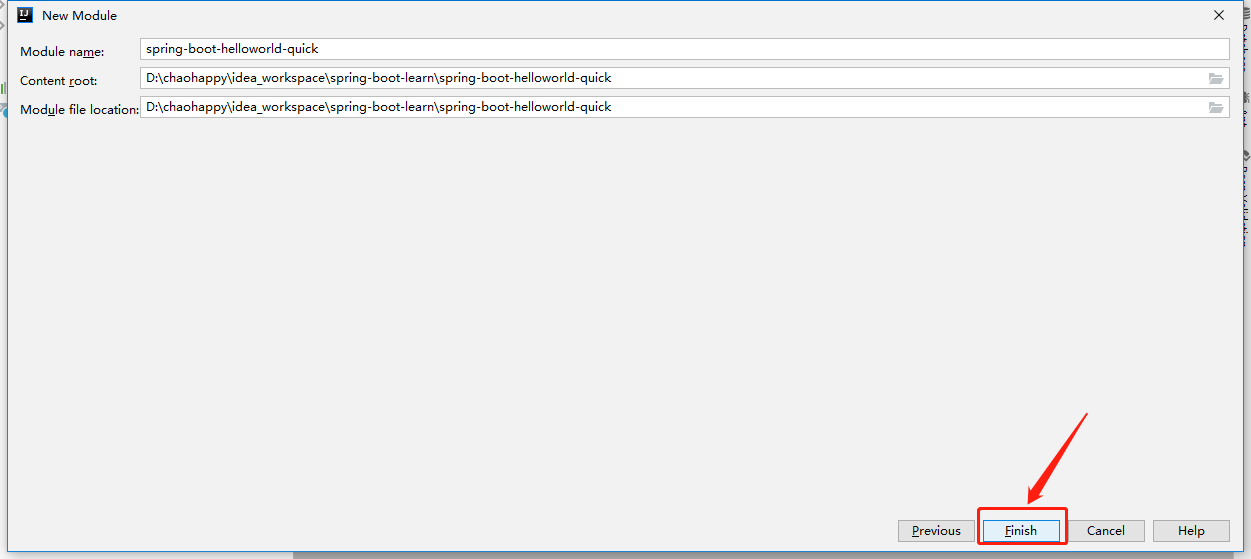 New Module
Module name: spring-boot-helloworld-quick
Content root: D:\chaohappy\idea_workspace\spring-boot-learn\spring-boot-helloworld-quick
Module file location: D:\chaohappy\idea_workspace\spring-boot-learn\spring-boot-helloworld-quick
Previous Finish Cancel Help